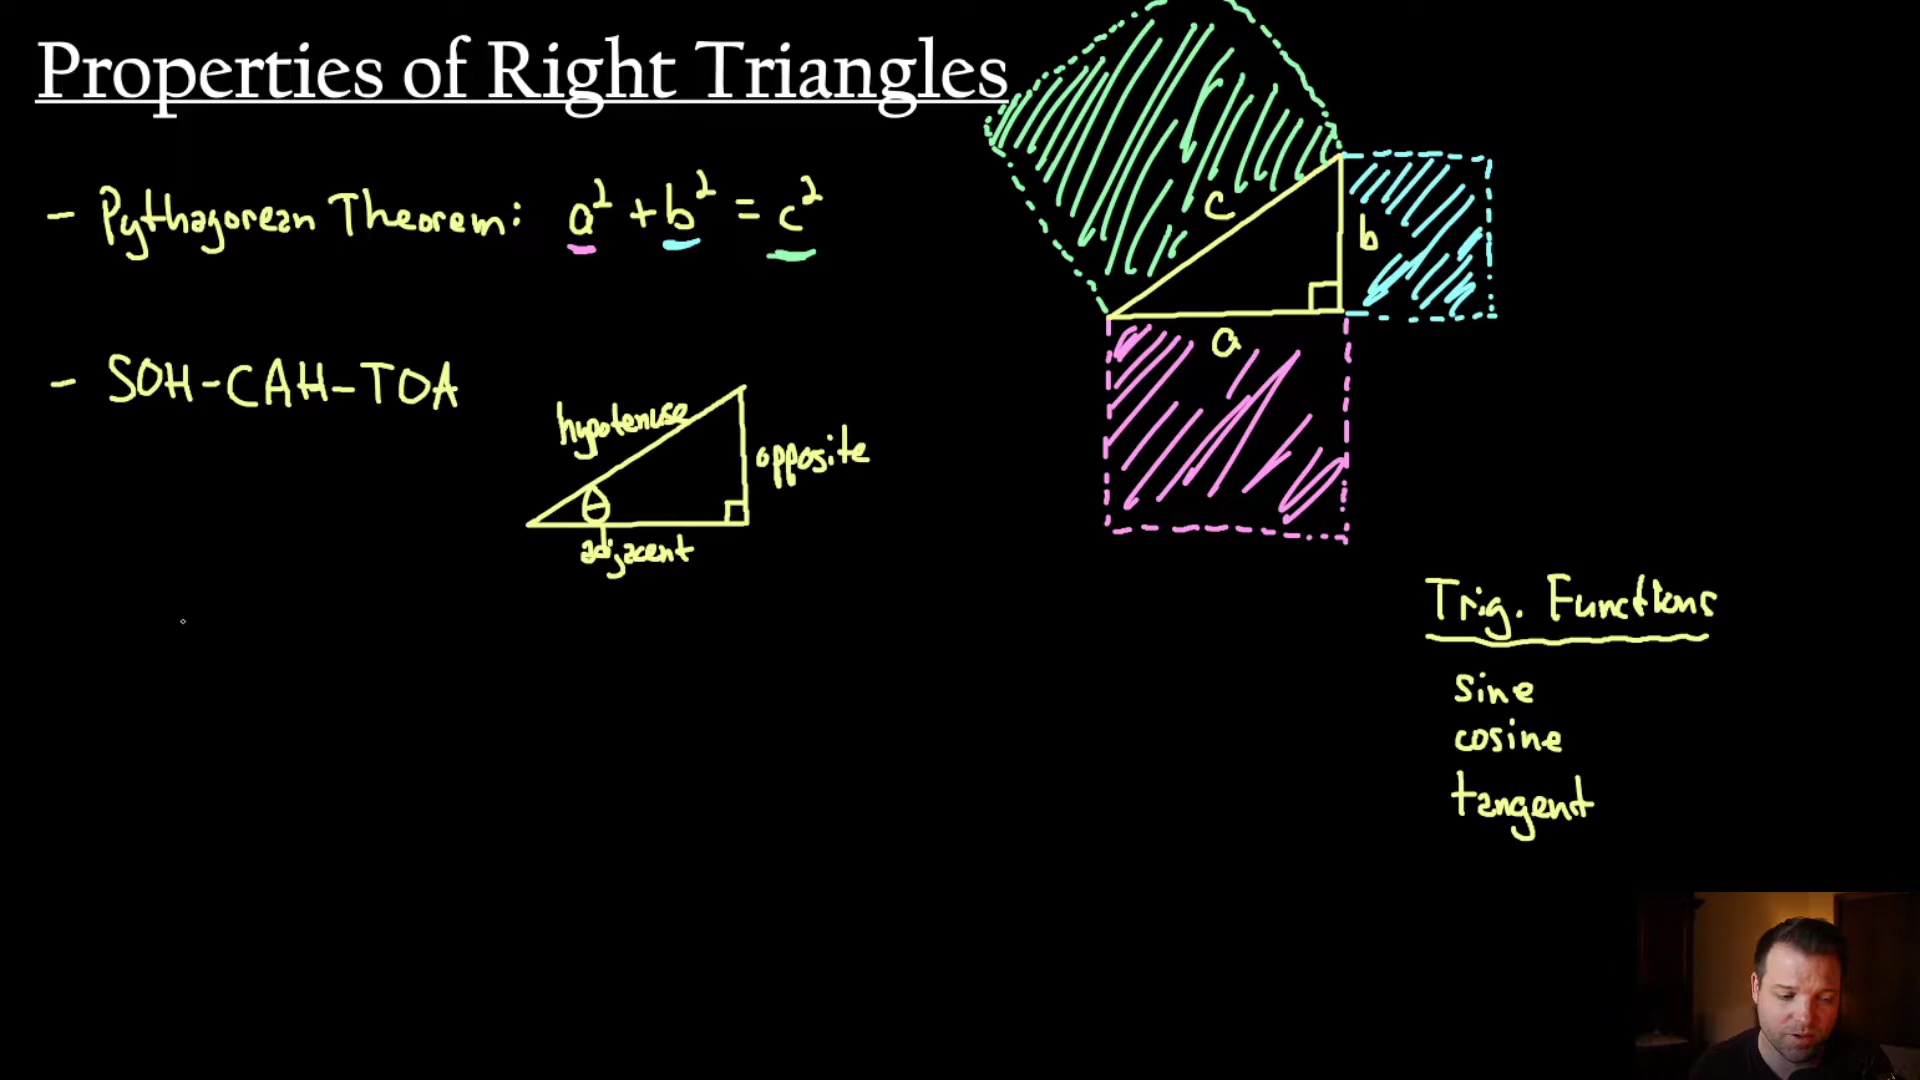 Properties of Right Triangles
- Pythagorean Theorem: a² + b² = c²
c
b
a
- SOH-CAH-TOA
hypotenuse
opposite
θ
adjacent
Trig. Functions
sine
cosine
tangent